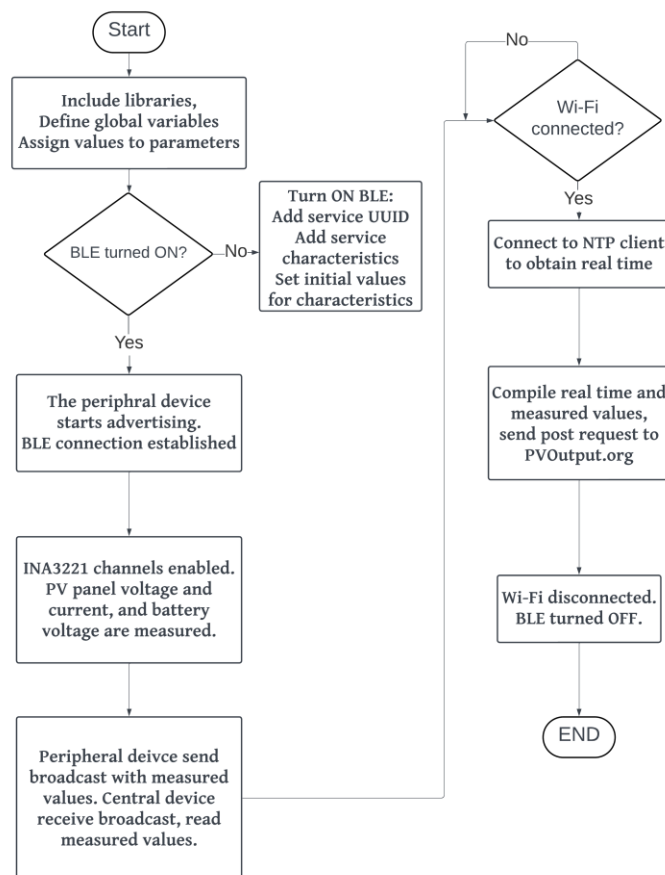 Start
Include libraries,
Define global variables
Assign values to parameters
BLE turned ON?
No
Turn ON BLE:
Add service UUID
Add service
characteristics
Set initial values
for characteristics
Yes
The periphral device
starts advertising.
BLE connection established
INA3221 channels enabled.
PV panel voltage and
current, and battery
voltage are measured.
Peripheral deivce send
broadcast with measured
values. Central device
receive broadcast, read
measured values.
No
Wi-Fi
connected?
Yes
Connect to NTP client
to obtain real time
Compile real time and
measured values,
send post request to
PVOutput.org
Wi-Fi disconnected.
BLE turned OFF.
END